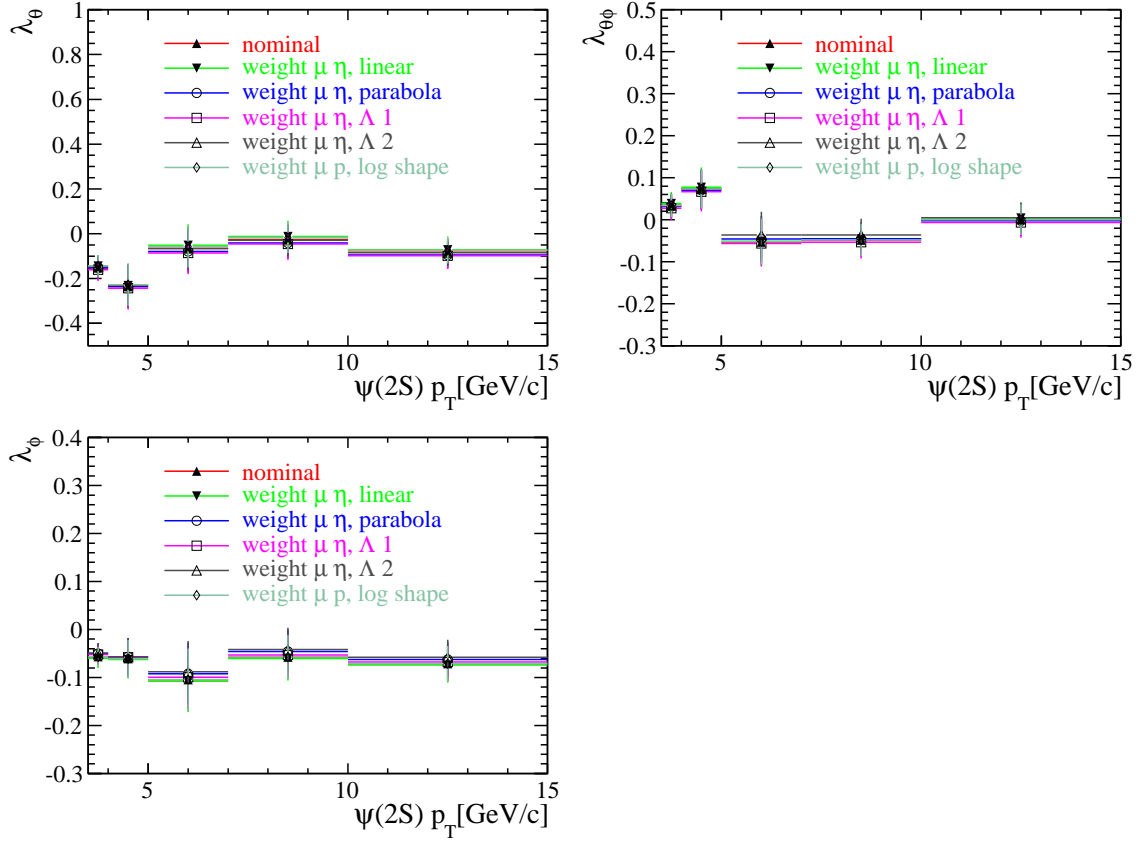 λθ
1
0.8
0.6
0.4
0.2
0
-0.2
-0.4
nominal
weight μ η, linear
weight μ η, parabola
weight μ η, Λ 1
weight μ η, Λ 2
weight μ p, log shape
5 10 15
ψ(2S) pT[GeV/c]
λθϕ
0.5
0.4
0.3
0.2
0.1
0
-0.1
-0.2
-0.3
nominal
weight μ η, linear
weight μ η, parabola
weight μ η, Λ 1
weight μ η, Λ 2
weight μ p, log shape
5 10 15
ψ(2S) pT[GeV/c]
λϕ
0.4
0.3
0.2
0.1
0
-0.1
-0.2
-0.3
nominal
weight μ η, linear
weight μ η, parabola
weight μ η, Λ 1
weight μ η, Λ 2
weight μ p, log shape
5 10 15
ψ(2S) pT[GeV/c]